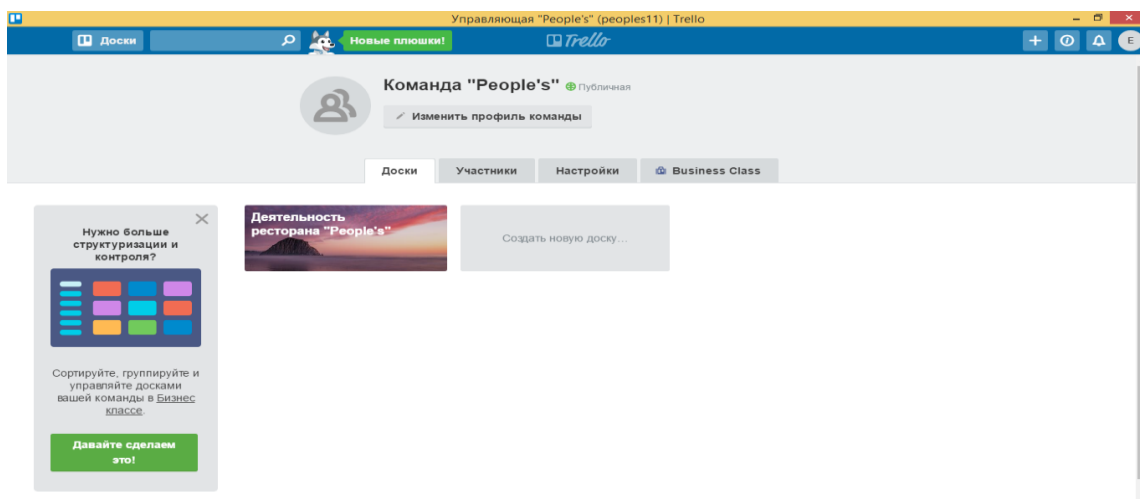 Управляющая "People's" (peoples11) | Trello
Доски
Новые плюшки!
Trello
E
Команда "People's" Публичная
Изменить профиль команды
Доски
Участники
Настройки
Business Class
Нужно больше
структуризации и
контроля?
Сортируйте, группируйте и
управляйте досками
вашей команды в Бизнес
классе.
Давайте сделаем
это!
Деятельность
ресторана "People's"
Создать новую доску...